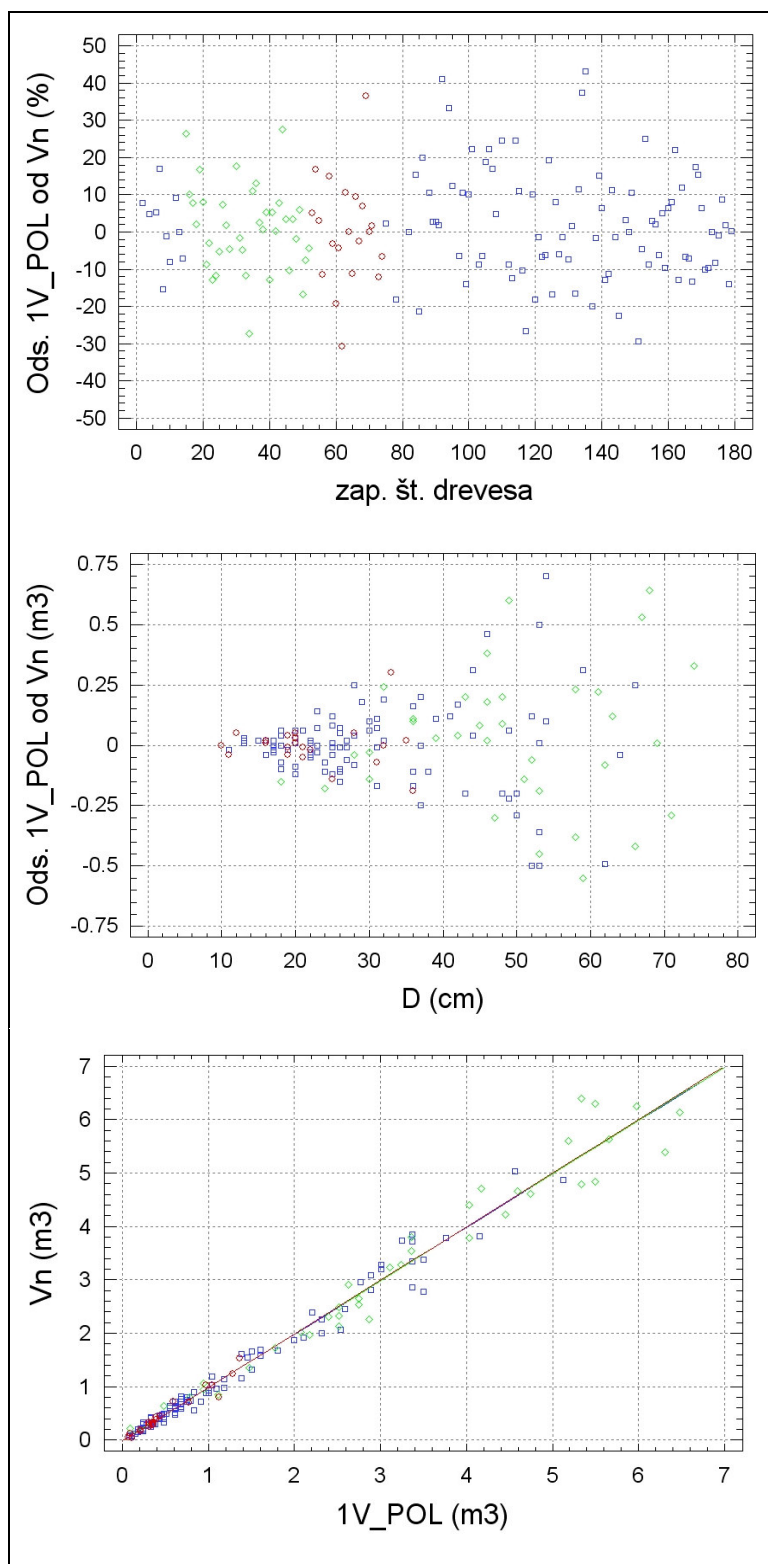 Ods. 1V_POL od Vn (%)
50
40
30
20
10
0
-10
-20
-30
-40
-50
0 20 40 60 80 100 120 140 160 180
zap. št. drevesa
Ods. 1V_POL od Vn (m3)
0.75
0.5
0.25
0
-0.25
-0.5
-0.75
0 10 20 30 40 50 60 70 80
D (cm)
Vn (m3)
7
6
5
4
3
2
1
0
0 1 2 3 4 5 6 7
1V_POL (m3)